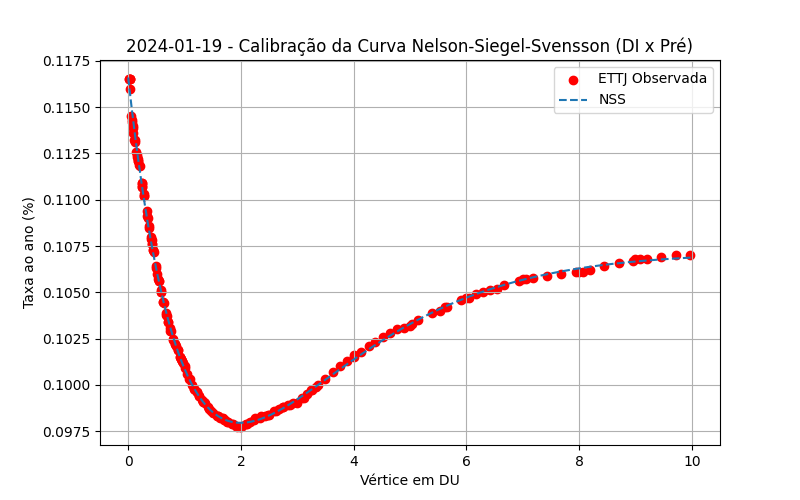 2024-01-19 - Calibração da Curva Nelson-Siegel-Svensson (DI x Pré)
0.1175
0.1150
0.1125
0.1100
0.1075
0.1050
0.1025
0.1000
0.0975
Taxa ao ano (%)
ETTJ Observada
NSS
0 2 4 6 8 10
Vértice em DU